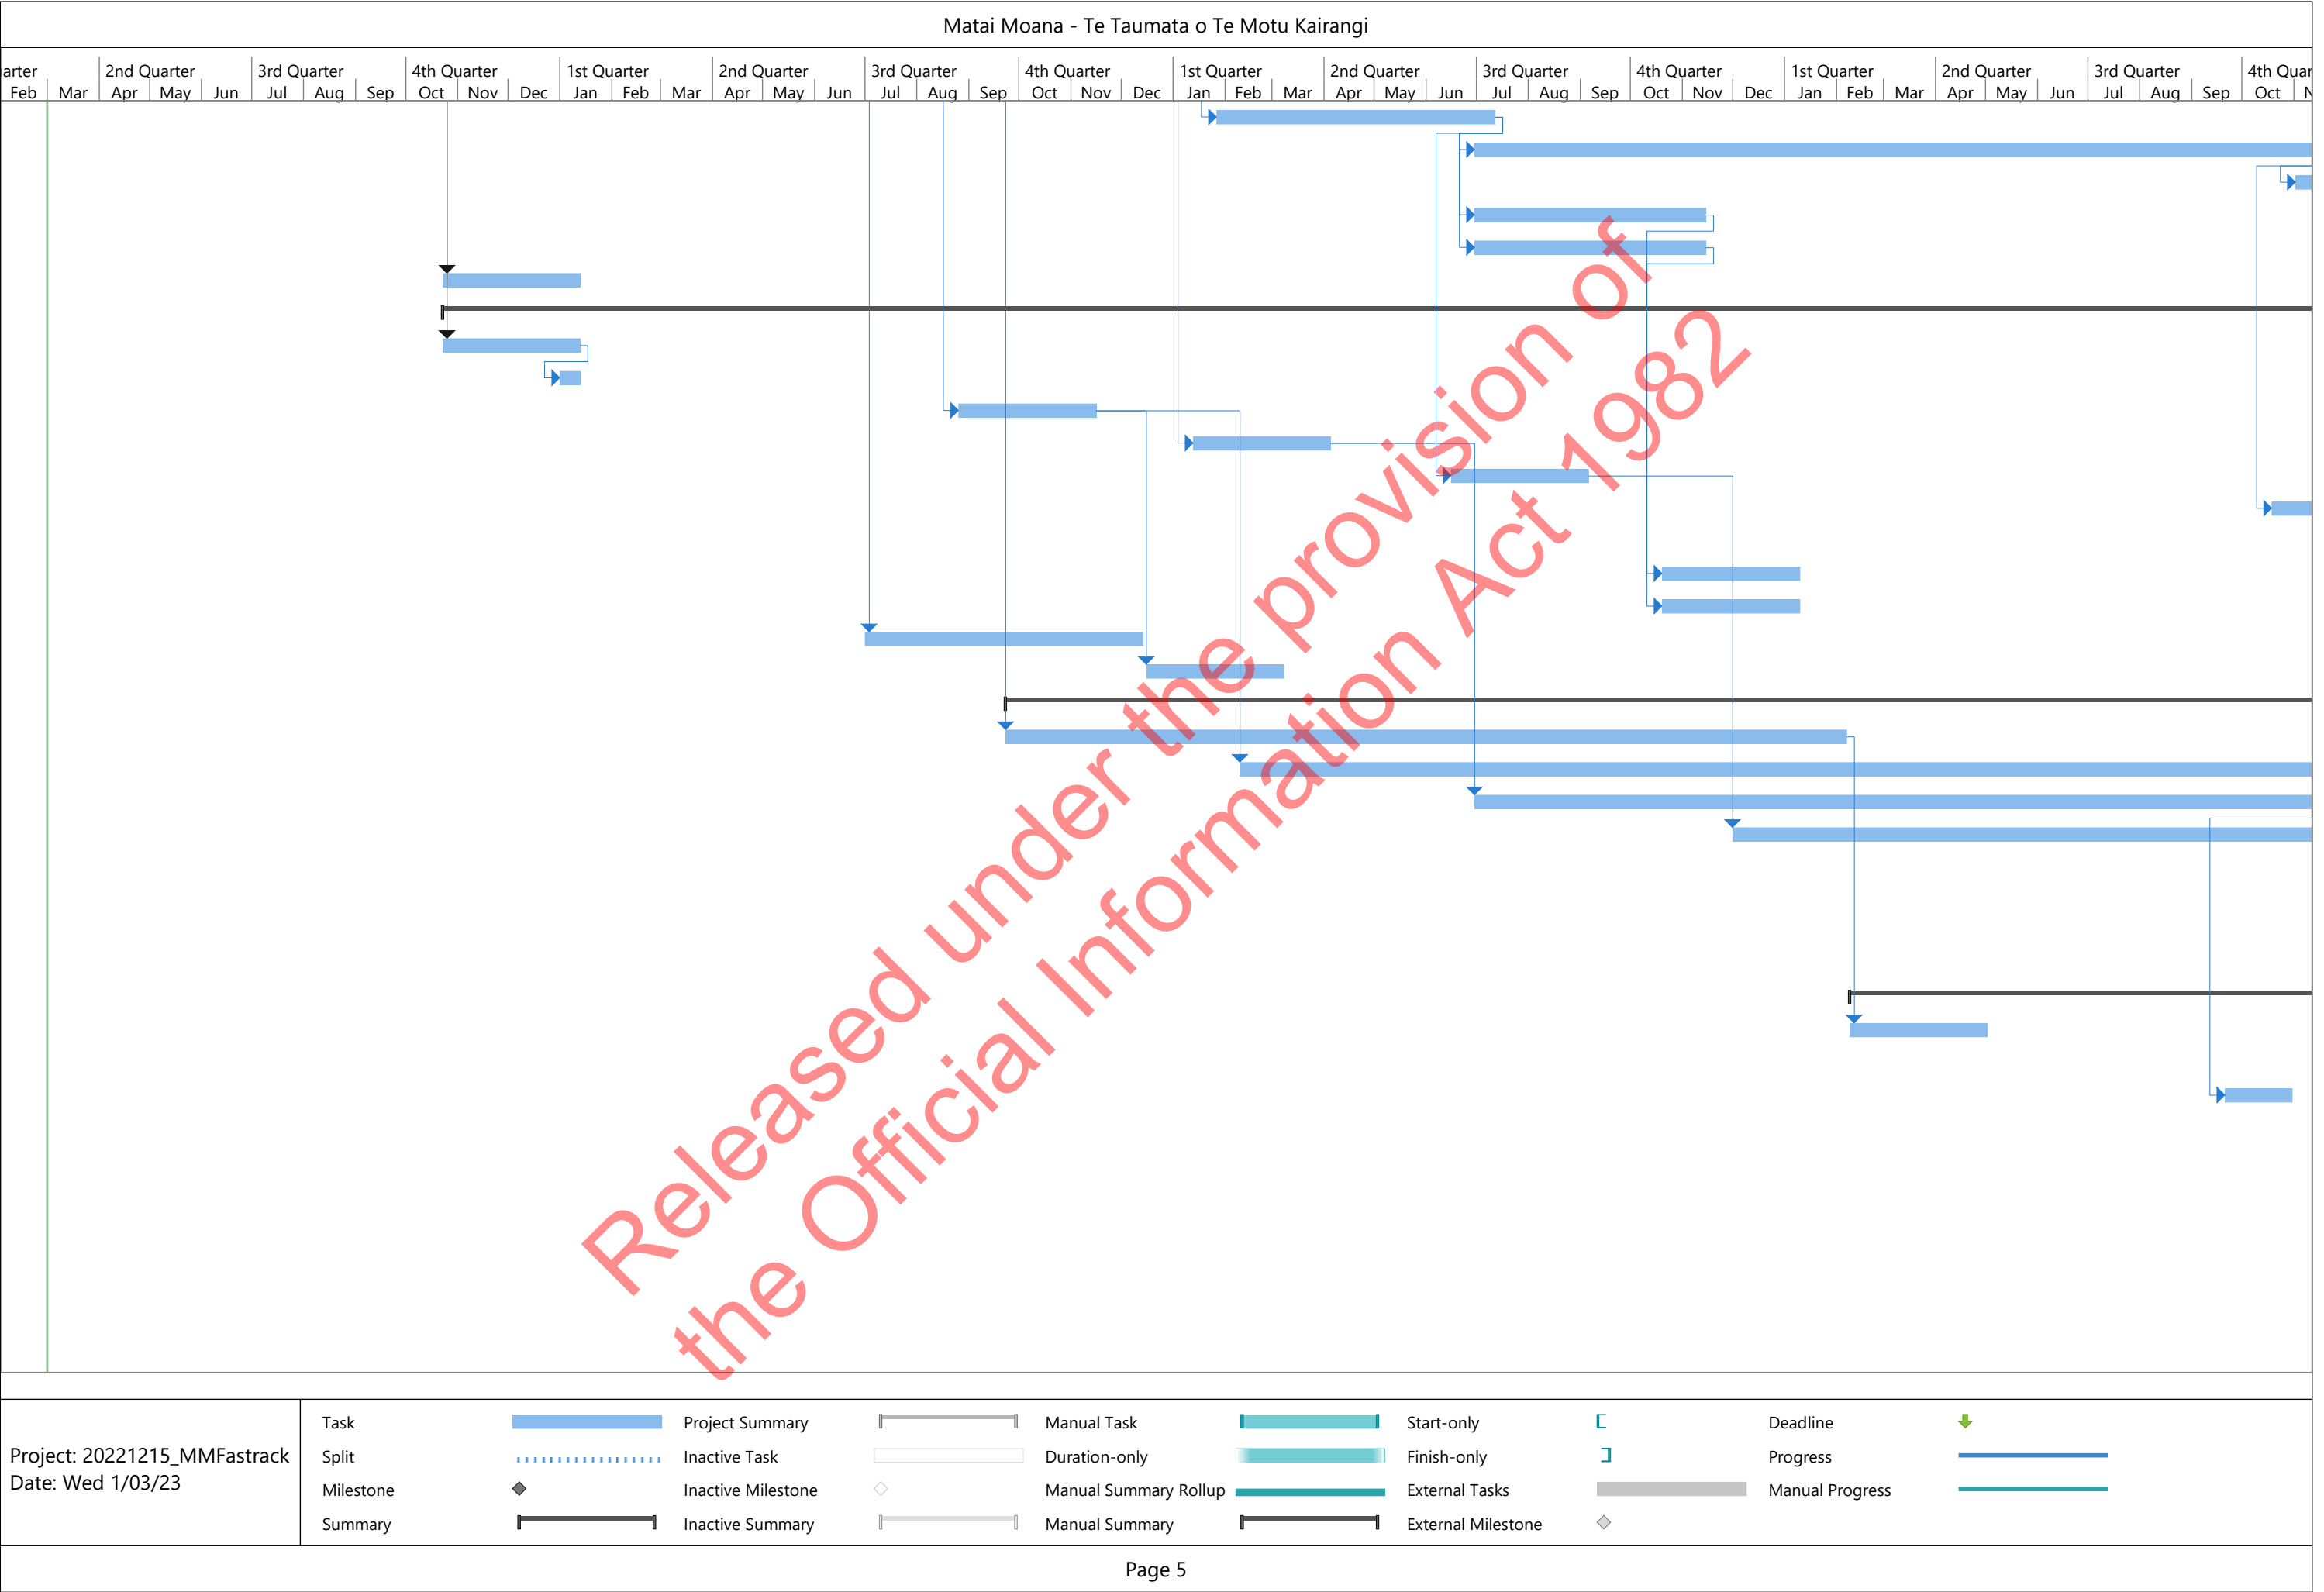 Matai Moana - Te Taumata o Te Motu Kairangi
arter 2nd Quarter 3rd Quarter 4th Quarter 1st Quarter 2nd Quarter 3rd Quarter 4th Quarter 1st Quarter 2nd Quarter 3rd Quarter 4th Quarter 1st Quarter 2nd Quarter 3rd Quarter 4th Quar
Feb Mar Apr May Jun Jul Aug Sep Oct Nov Dec Jan Feb Mar Apr May Jun Jul Aug Sep Oct Nov Dec Jan Feb Mar Apr May Jun Jul Aug Sep Oct Nov Dec Jan Feb Mar Apr May Jun Jul Aug Sep Oct N
Released under the provision of
the Official Information Act 1982
Project: 20221215_MMFastrack
Date: Wed 1/03/23
Task Project Summary Manual Task Start-only Deadline
Split Inactive Task Duration-only Finish-only Progress
Milestone Inactive Milestone Manual Summary Rollup External Tasks Manual Progress
Summary Inactive Summary Manual Summary External Milestone
Page 5